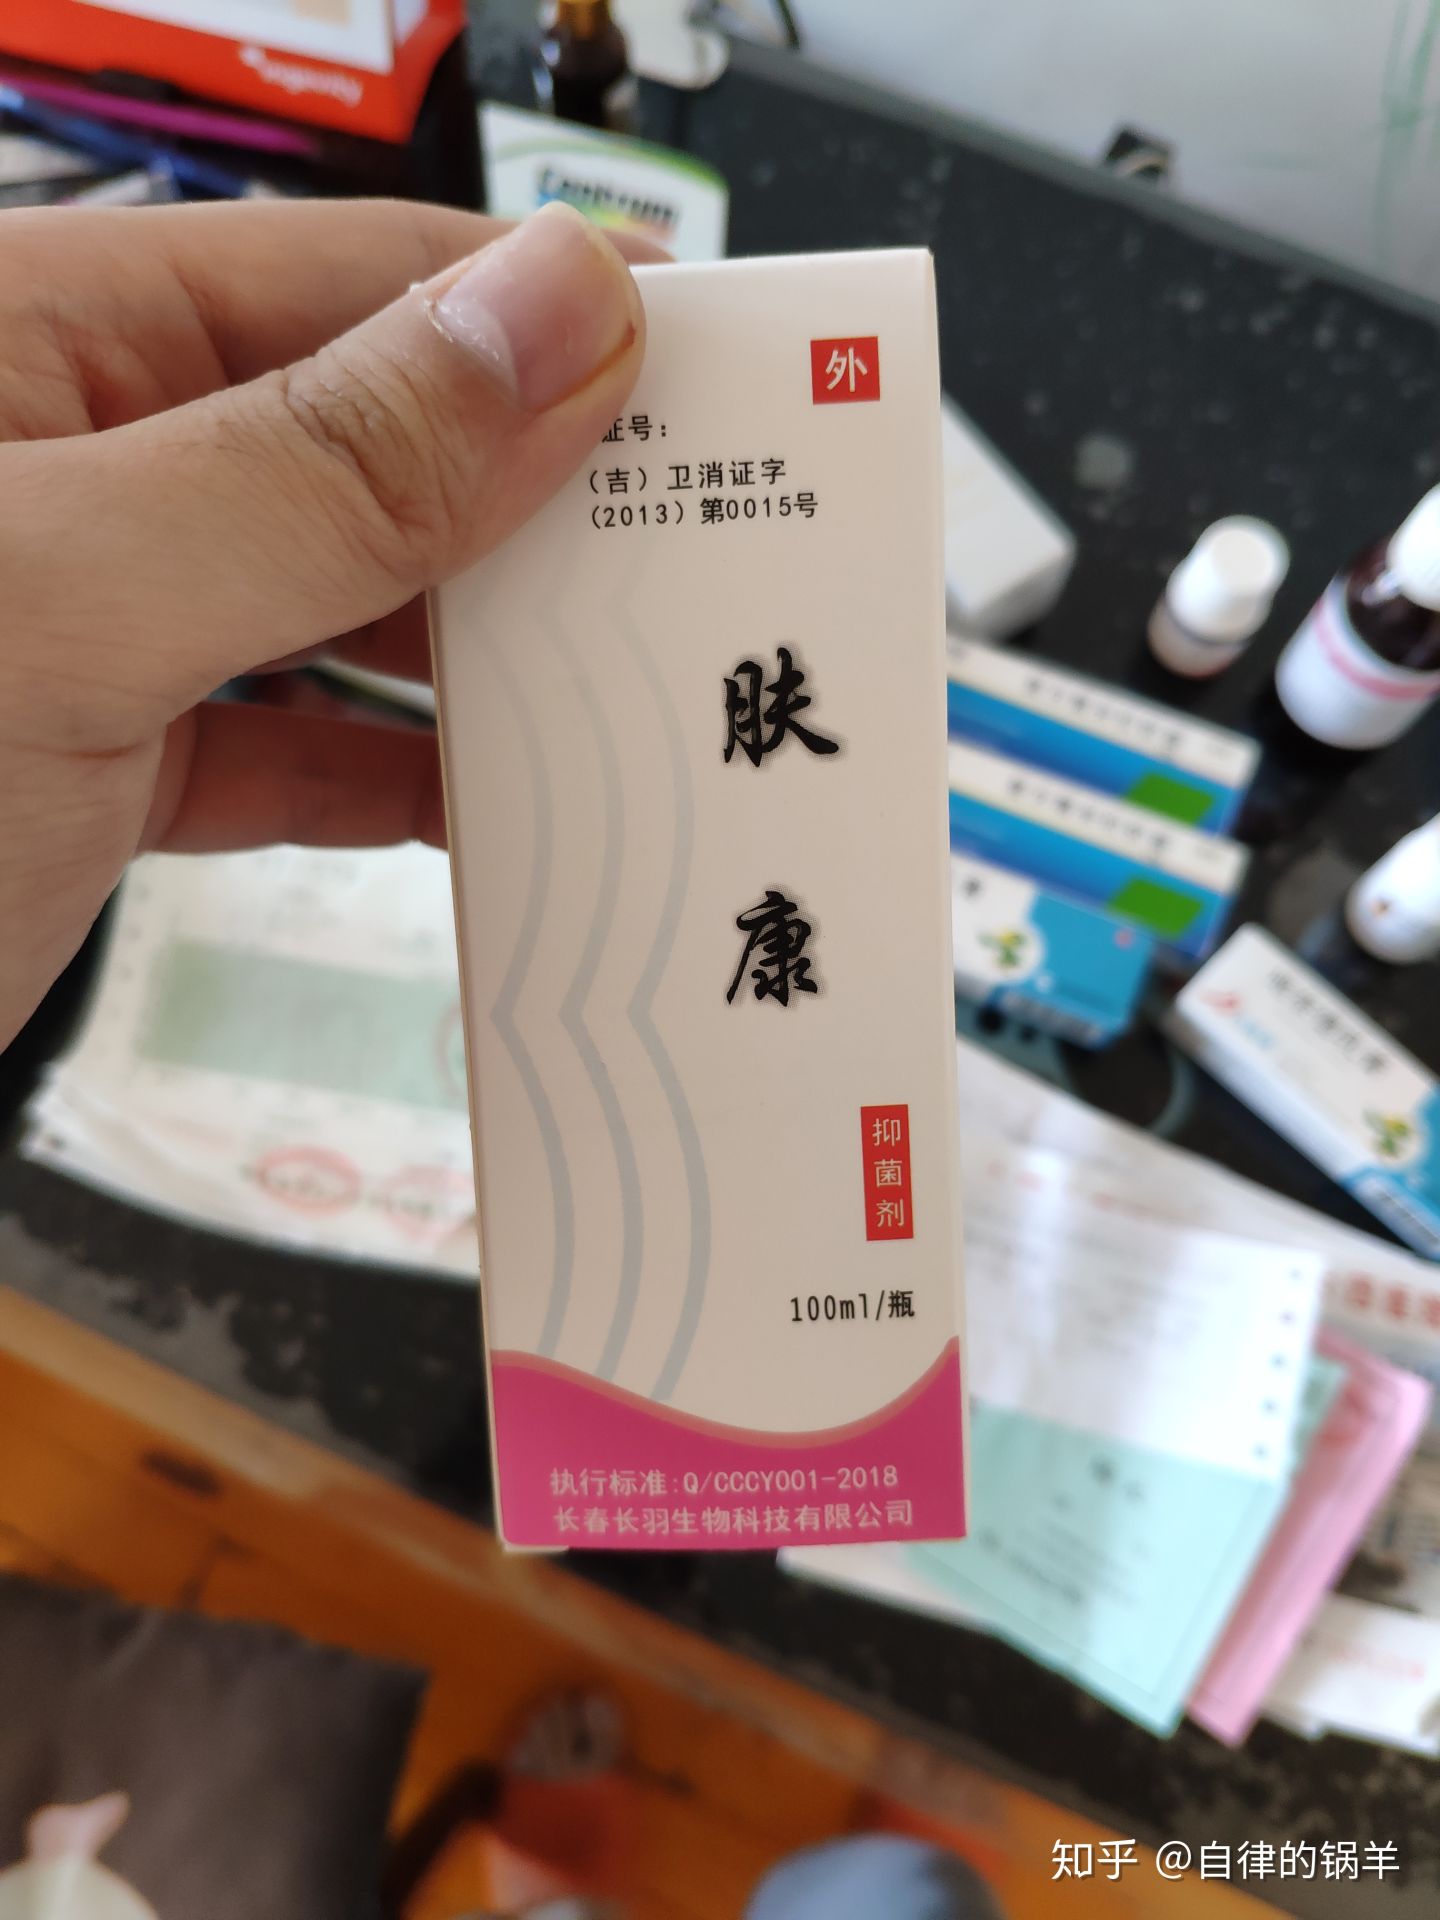 Centrum
外
证号：
（吉）卫消证字
（2013）第0015号
肤
康
抑
菌
剂
100ml/瓶
执行标准:Q/CCCY001-2018
长春长羽生物科技有限公司
知乎 @自律的锅羊